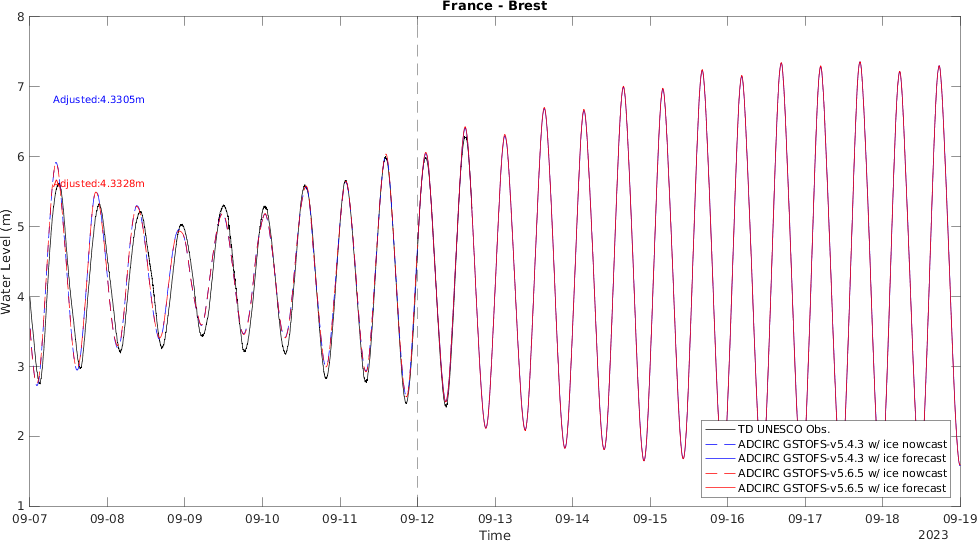 France - Brest
8
7
6
5
4
3
2
1
Water Level (m)
Adjusted:4.3305m
Adjusted:4.3328m
TD UNESCO Obs.
ADCIRC GSTOFS-v5.4.3 w/ ice nowcast
ADCIRC GSTOFS-v5.4.3 w/ ice forecast
ADCIRC GSTOFS-v5.6.5 w/ ice nowcast
ADCIRC GSTOFS-v5.6.5 w/ ice forecast
09-07 09-08 09-09 09-10 09-11 09-12 09-13 09-14 09-15 09-16 09-17 09-18 09-19
Time
2023